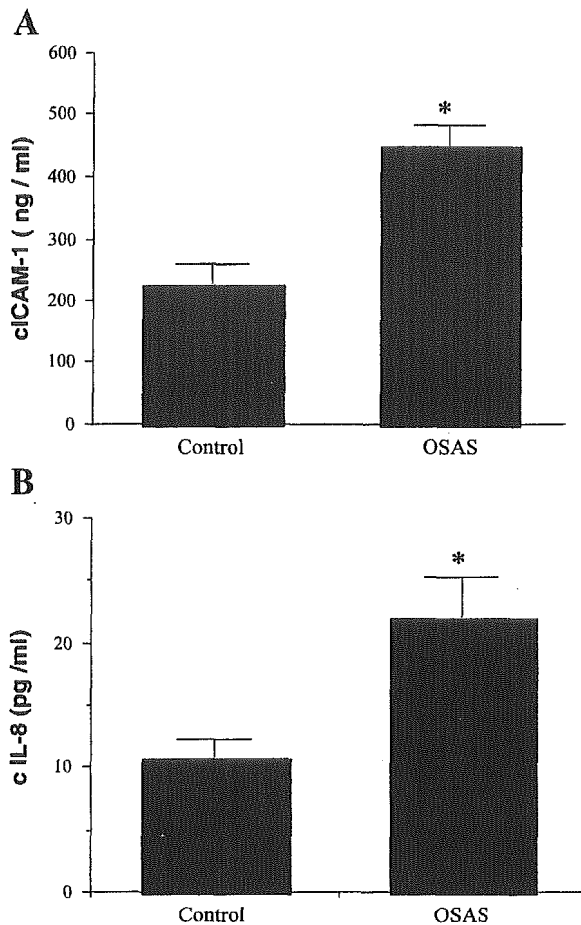 A
600
500
400
300
200
100
0
cICAM-1 ( ng / ml)
*
Control OSAS
B
30
20
10
0
c IL-8 (pg /ml)
*
Control OSAS